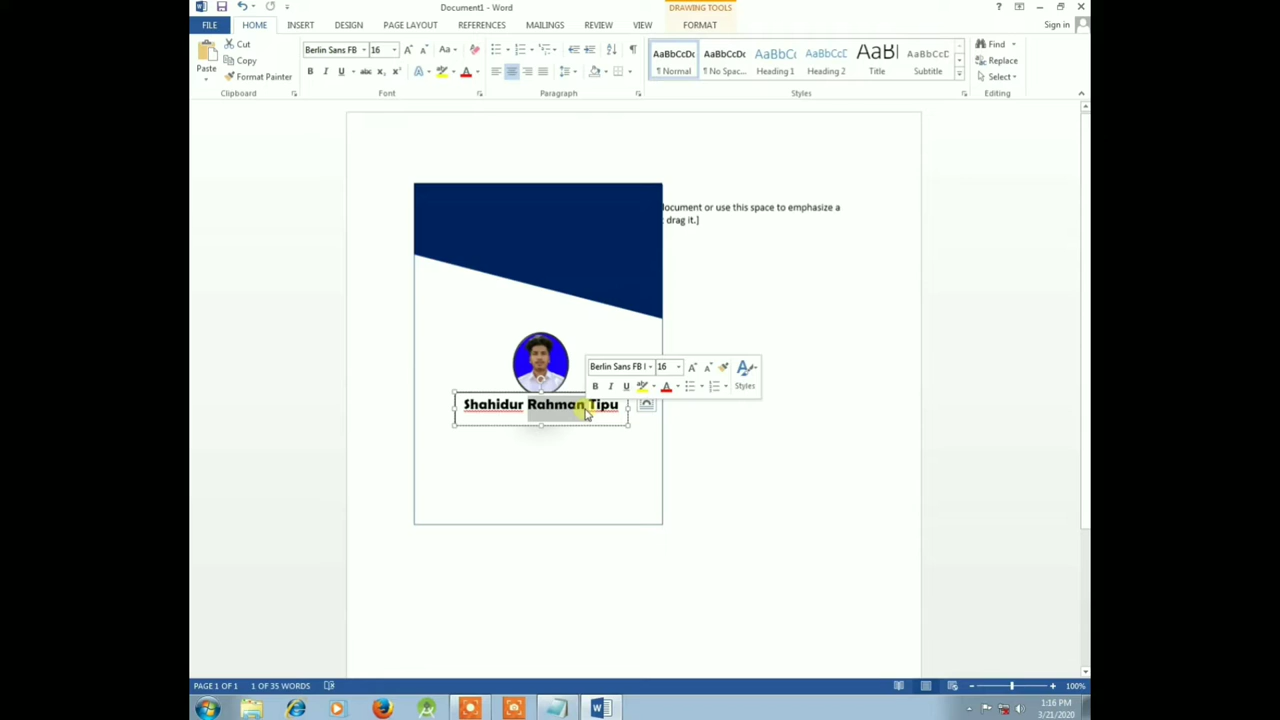 Document1 - Word
DRAWING TOOLS
Sign in
FILE HOME INSERT DESIGN PAGE LAYOUT REFERENCES MAILINGS REVIEW VIEW FORMAT
Paste
Cut
Copy
Format Painter
Clipboard
Berlin Sans FB 16
Font
Paragraph
AaBbCcDc AaBbCcDc AaBbCc AaBbCcD AaBl AaBbCcD
¶ Normal ¶ No Spac... Heading 1 Heading 2 Title Subtitle
Styles
Find
Replace
Select
Editing
document or use this space to emphasize a
drag it.]
Berlin Sans FB 16
Styles
Shahidur Rahman Tipu
PAGE 1 OF 1 1 OF 35 WORDS
100%
1:16 PM
3/21/2020